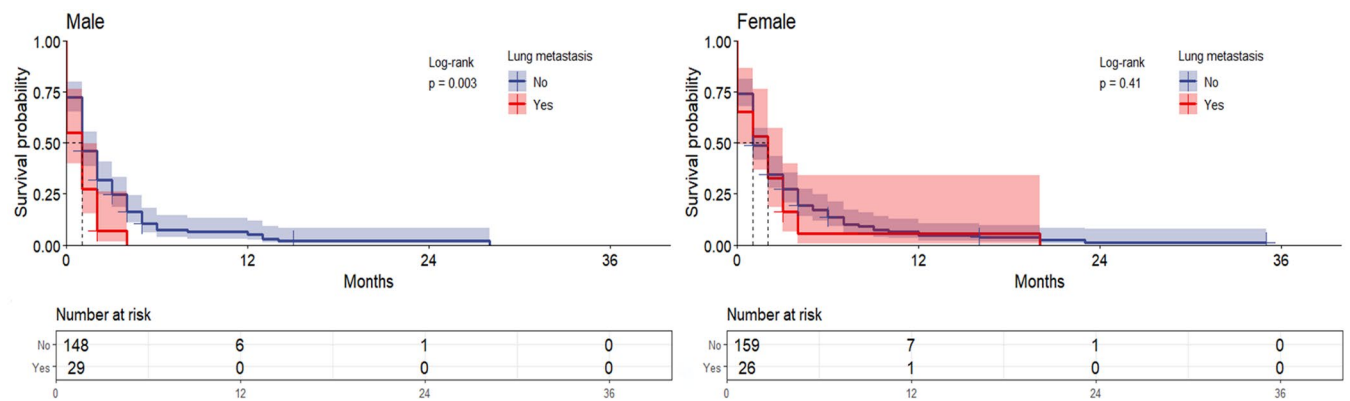 Male
Survival probability
1.00
0.75
0.50
0.25
0.00
Log-rank
p = 0.003
Lung metastasis
No
Yes
0 12 24 36
Months
Number at risk
No 148 6 1 0
Yes 29 0 0 0
0 12 24 36
Female
Survival probability
1.00
0.75
0.50
0.25
0.00
Log-rank
p = 0.41
Lung metastasis
No
Yes
0 12 24 36
Months
Number at risk
No 159 7 1 0
Yes 26 1 0 0
0 12 24 36